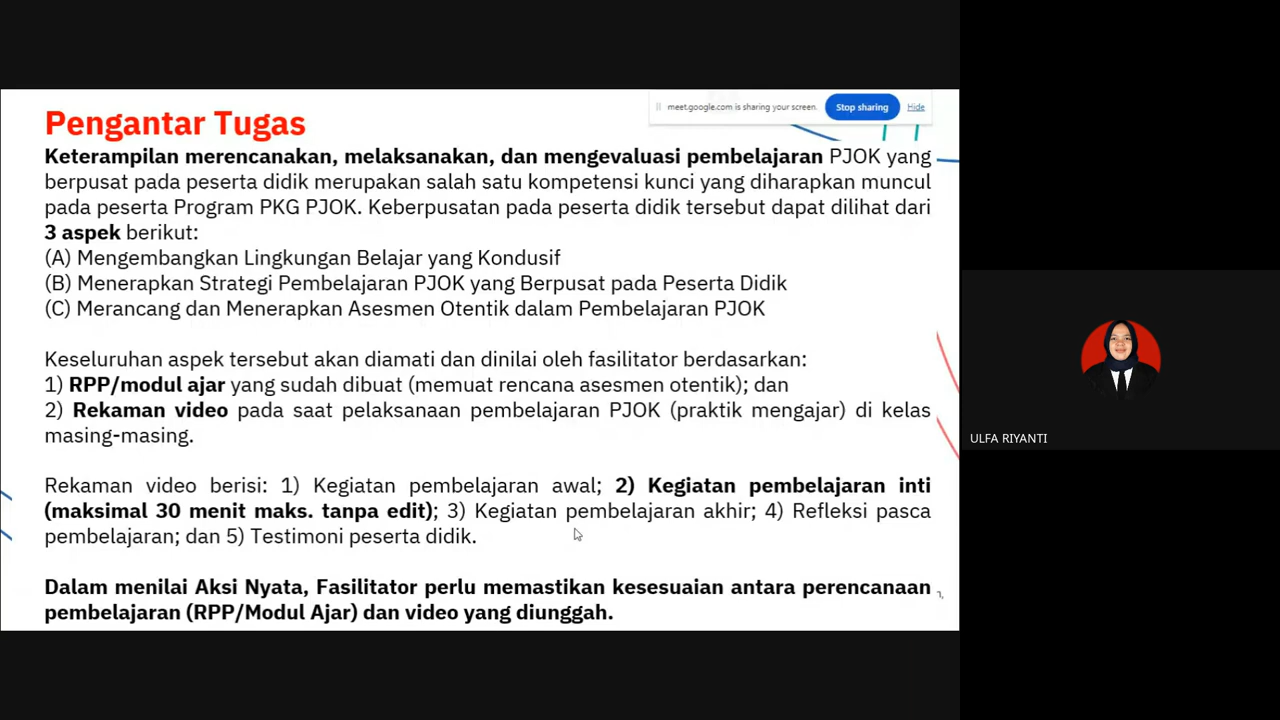 Pengantar Tugas
meet.google.com is sharing your screen.
Stop sharing
Hide
Keterampilan merencanakan, melaksanakan, dan mengevaluasi pembelajaran PJOK yang
berpusat pada peserta didik merupakan salah satu kompetensi kunci yang diharapkan muncul
pada peserta Program PKG PJOK. Keberpusatan pada peserta didik tersebut dapat dilihat dari
3 aspek berikut:
(A) Mengembangkan Lingkungan Belajar yang Kondusif
(B) Menerapkan Strategi Pembelajaran PJOK yang Berpusat pada Peserta Didik
(C) Merancang dan Menerapkan Asesmen Otentik dalam Pembelajaran PJOK
Keseluruhan aspek tersebut akan diamati dan dinilai oleh fasilitator berdasarkan:
1) RPP/modul ajar yang sudah dibuat (memuat rencana asesmen otentik); dan
2) Rekaman video pada saat pelaksanaan pembelajaran PJOK (praktik mengajar) di kelas
masing-masing.
Rekaman video berisi: 1) Kegiatan pembelajaran awal; 2) Kegiatan pembelajaran inti
(maksimal 30 menit maks. tanpa edit); 3) Kegiatan pembelajaran akhir; 4) Refleksi pasca
pembelajaran; dan 5) Testimoni peserta didik.
Dalam menilai Aksi Nyata, Fasilitator perlu memastikan kesesuaian antara perencanaan
pembelajaran (RPP/Modul Ajar) dan video yang diunggah.
ULFA RIYANTI